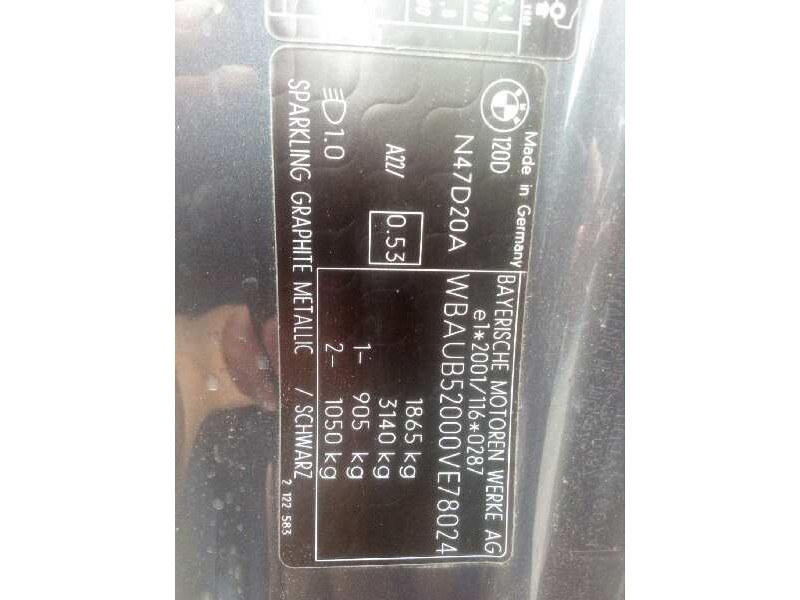 Made in Germany
120D
N47D20A
BAYERISCHE MOTOREN WERKE AG
e1*2001/116*0287
WBAUB52000VE78024
A22/ 0.53
1865 kg
3140 kg
1– 905 kg
2– 1050 kg
1.0
SPARKLING GRAPHITE METALLIC / SCHWARZ
2 122 583